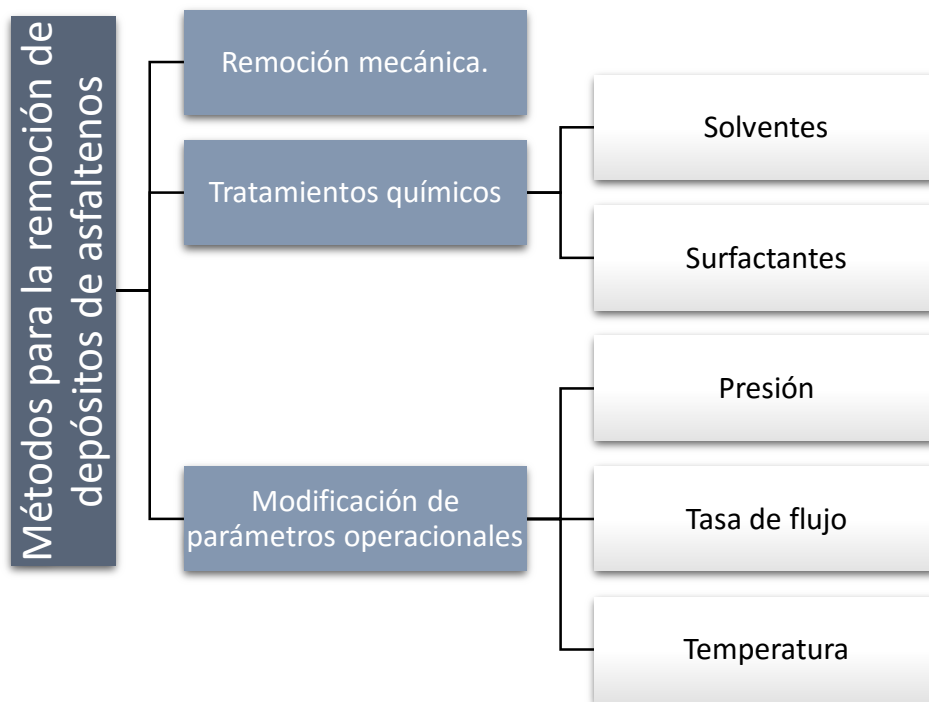 Métodos para la remoción de
depósitos de asfaltenos
Remoción mecánica.
Tratamientos químicos
Solventes
Surfactantes
Modificación de
parámetros operacionales
Presión
Tasa de flujo
Temperatura